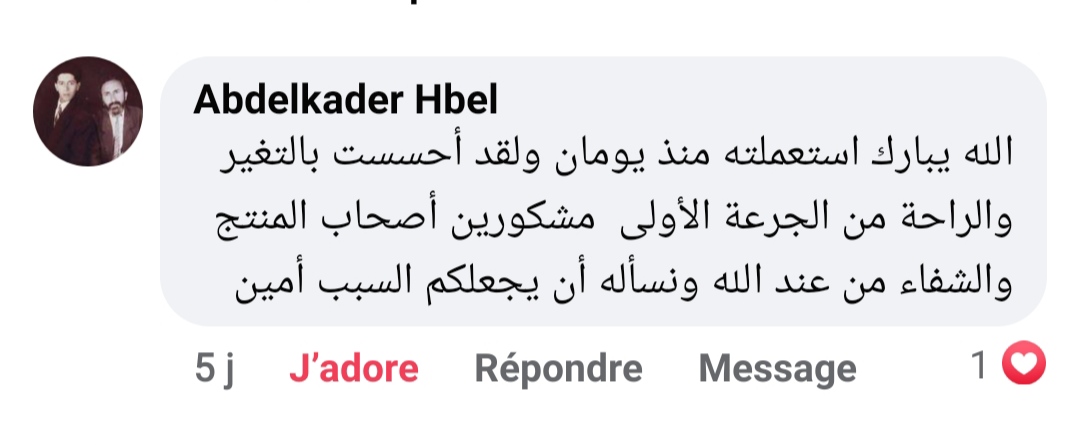 Abdelkader Hbel
الله يبارك استعملته منذ يومان ولقد أحسست بالتغير
والراحة من الجرعة الأولى مشكورين أصحاب المنتج
والشفاء من عند الله ونسأله أن يجعلكم السبب أمين
5 j J’adore Répondre Message 1